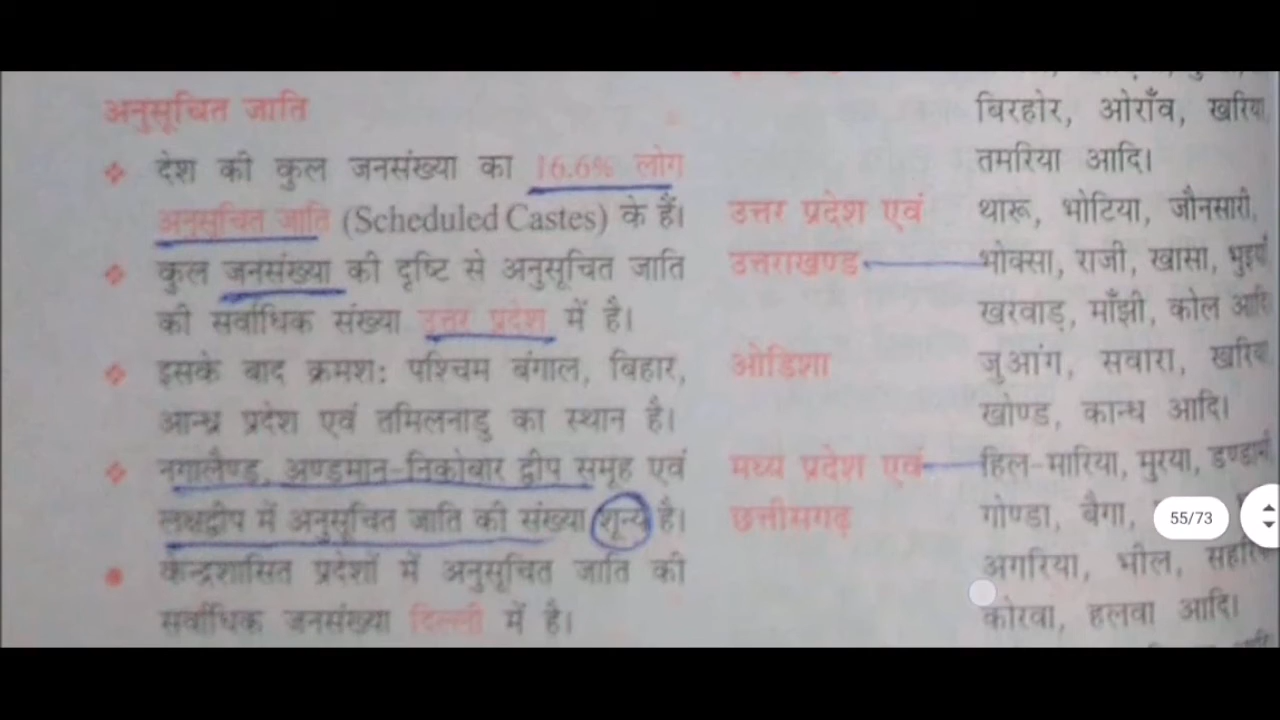 अनुसूचित जाति
देश की कुल जनसंख्या का 16.6% लोग
अनुसूचित जाति (Scheduled Castes) के हैं।
कुल जनसंख्या की दृष्टि से अनुसूचित जाति
की सर्वाधिक संख्या उत्तर प्रदेश में है।
इसके बाद क्रमशः पश्चिम बंगाल, बिहार,
आन्ध्र प्रदेश एवं तमिलनाडु का स्थान है।
नगालैण्ड, अण्डमान-निकोबार द्वीप समूह एवं
लक्षद्वीप में अनुसूचित जाति की संख्या शून्य है।
केन्द्रशासित प्रदेशों में अनुसूचित जाति की
सर्वाधिक जनसंख्या दिल्ली में है।
बिरहोर, ओराँव, खरिया,
तमरिया आदि।
उत्तर प्रदेश एवं थारू, भोटिया, जौनसारी,
उत्तराखण्ड भोक्सा, राजी, खासा,
खरवाड़, माँझी, कोल आदि
ओडिशा जुआंग, सवारा,
खोण्ड, कान्ध आदि।
मध्य प्रदेश एवं हिल-मारिया, मुरया,
छत्तीसगढ़ गोण्डा, बैगा,
अगरिया, भील,
कोरवा, हलवा आदि।
55/73